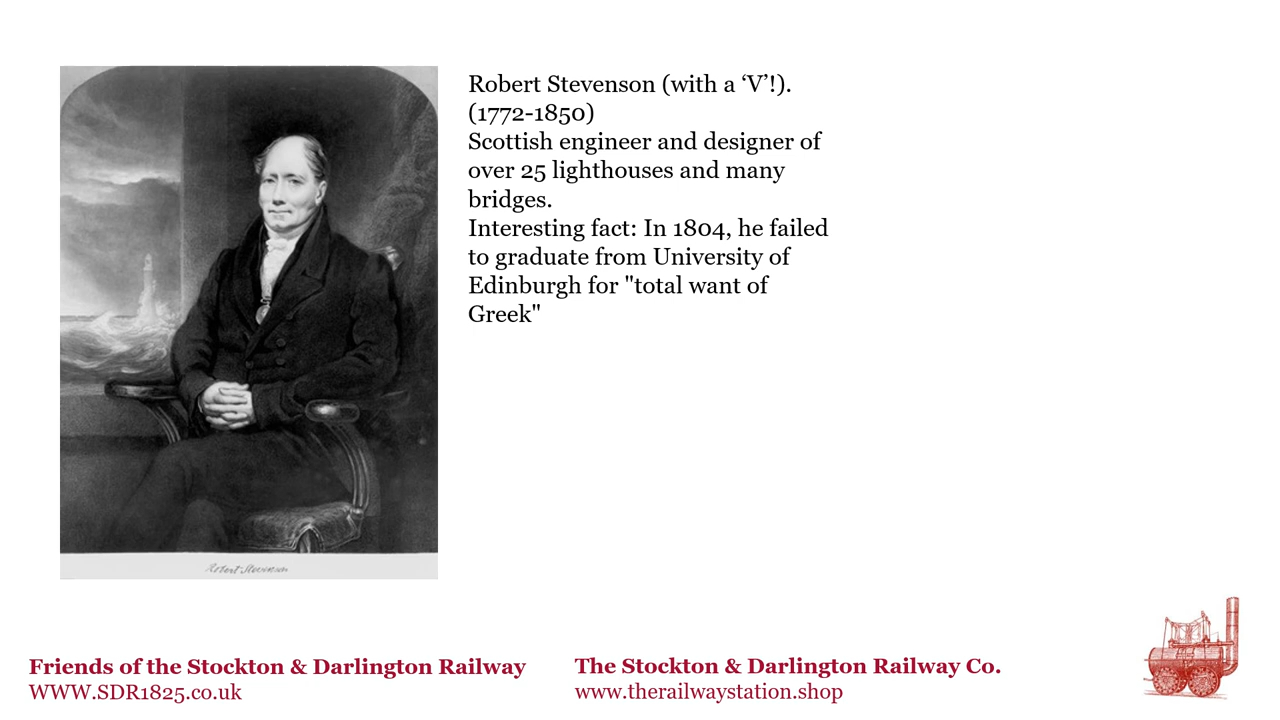 Robert Stevenson (with a ‘V’!).
(1772-1850)
Scottish engineer and designer of
over 25 lighthouses and many
bridges.
Interesting fact: In 1804, he failed
to graduate from University of
Edinburgh for "total want of
Greek"
Robert Stevenson
Friends of the Stockton & Darlington Railway
WWW.SDR1825.co.uk
The Stockton & Darlington Railway Co.
www.therailwaystation.shop